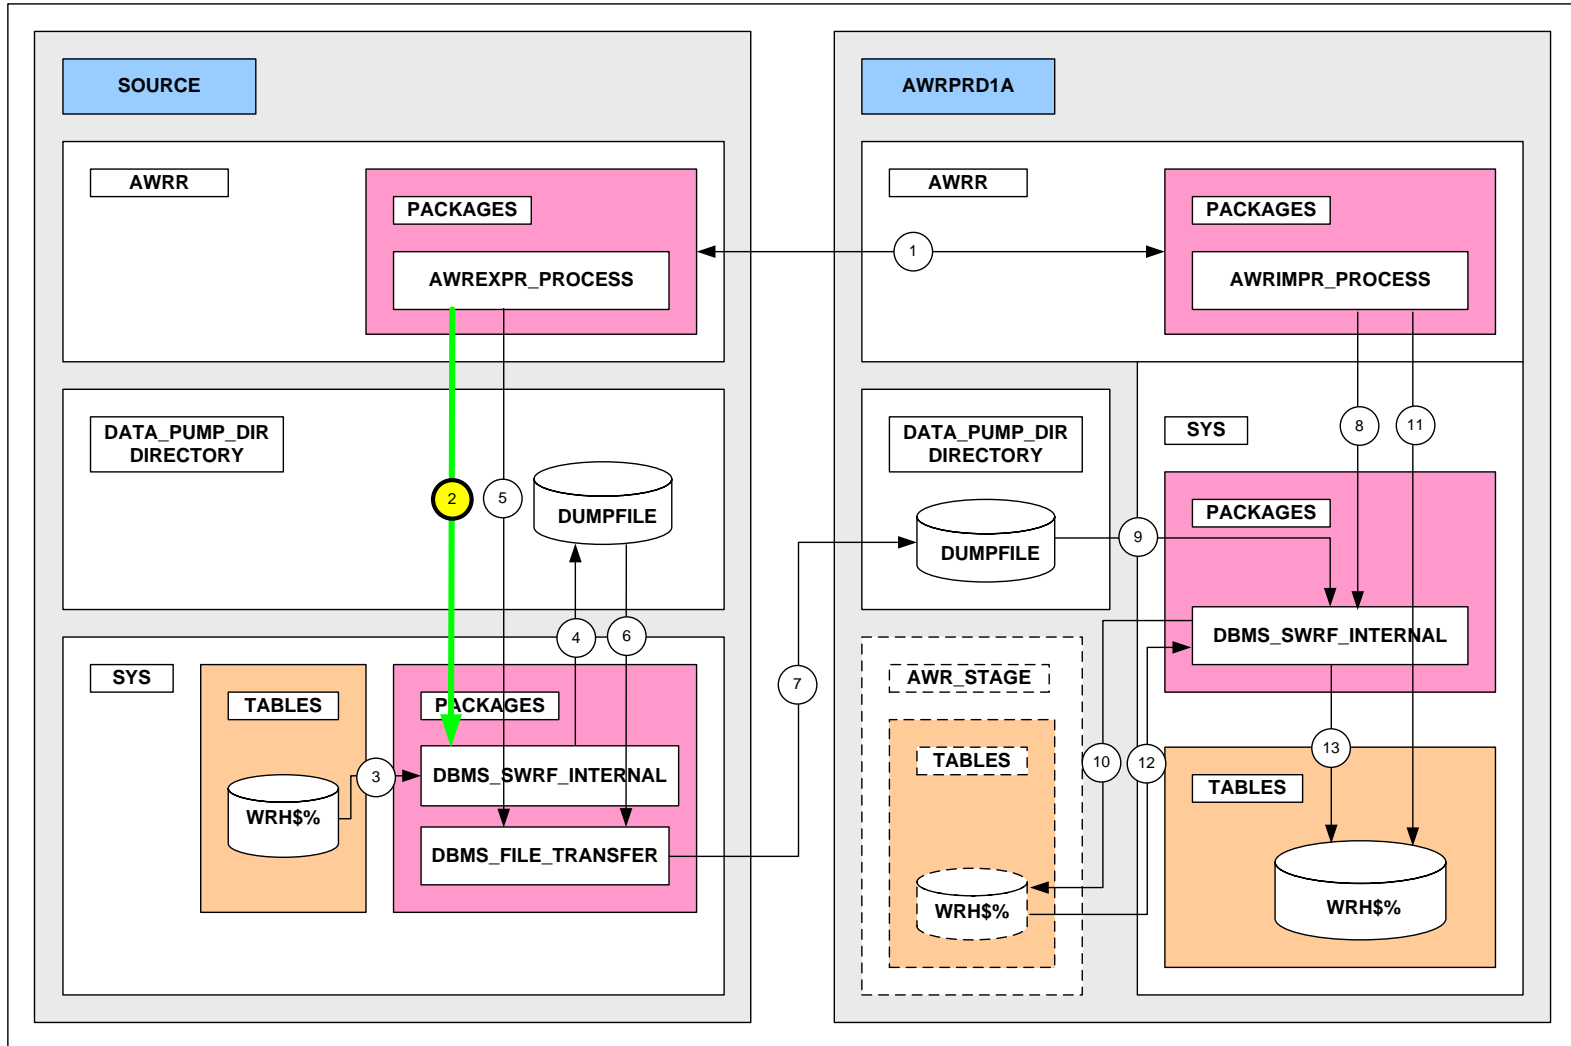 SOURCE
AWRR
PACKAGES
AWREXPR_PROCESS
DATA_PUMP_DIR
DIRECTORY
2
5
DUMPFILE
4
6
SYS
TABLES
WRH$%
3
PACKAGES
DBMS_SWRF_INTERNAL
DBMS_FILE_TRANSFER
1
7
AWRPRD1A
AWRR
PACKAGES
AWRIMPR_PROCESS
DATA_PUMP_DIR
DIRECTORY
DUMPFILE
9
8
11
SYS
PACKAGES
DBMS_SWRF_INTERNAL
AWR_STAGE
TABLES
WRH$%
10
12
13
TABLES
WRH$%